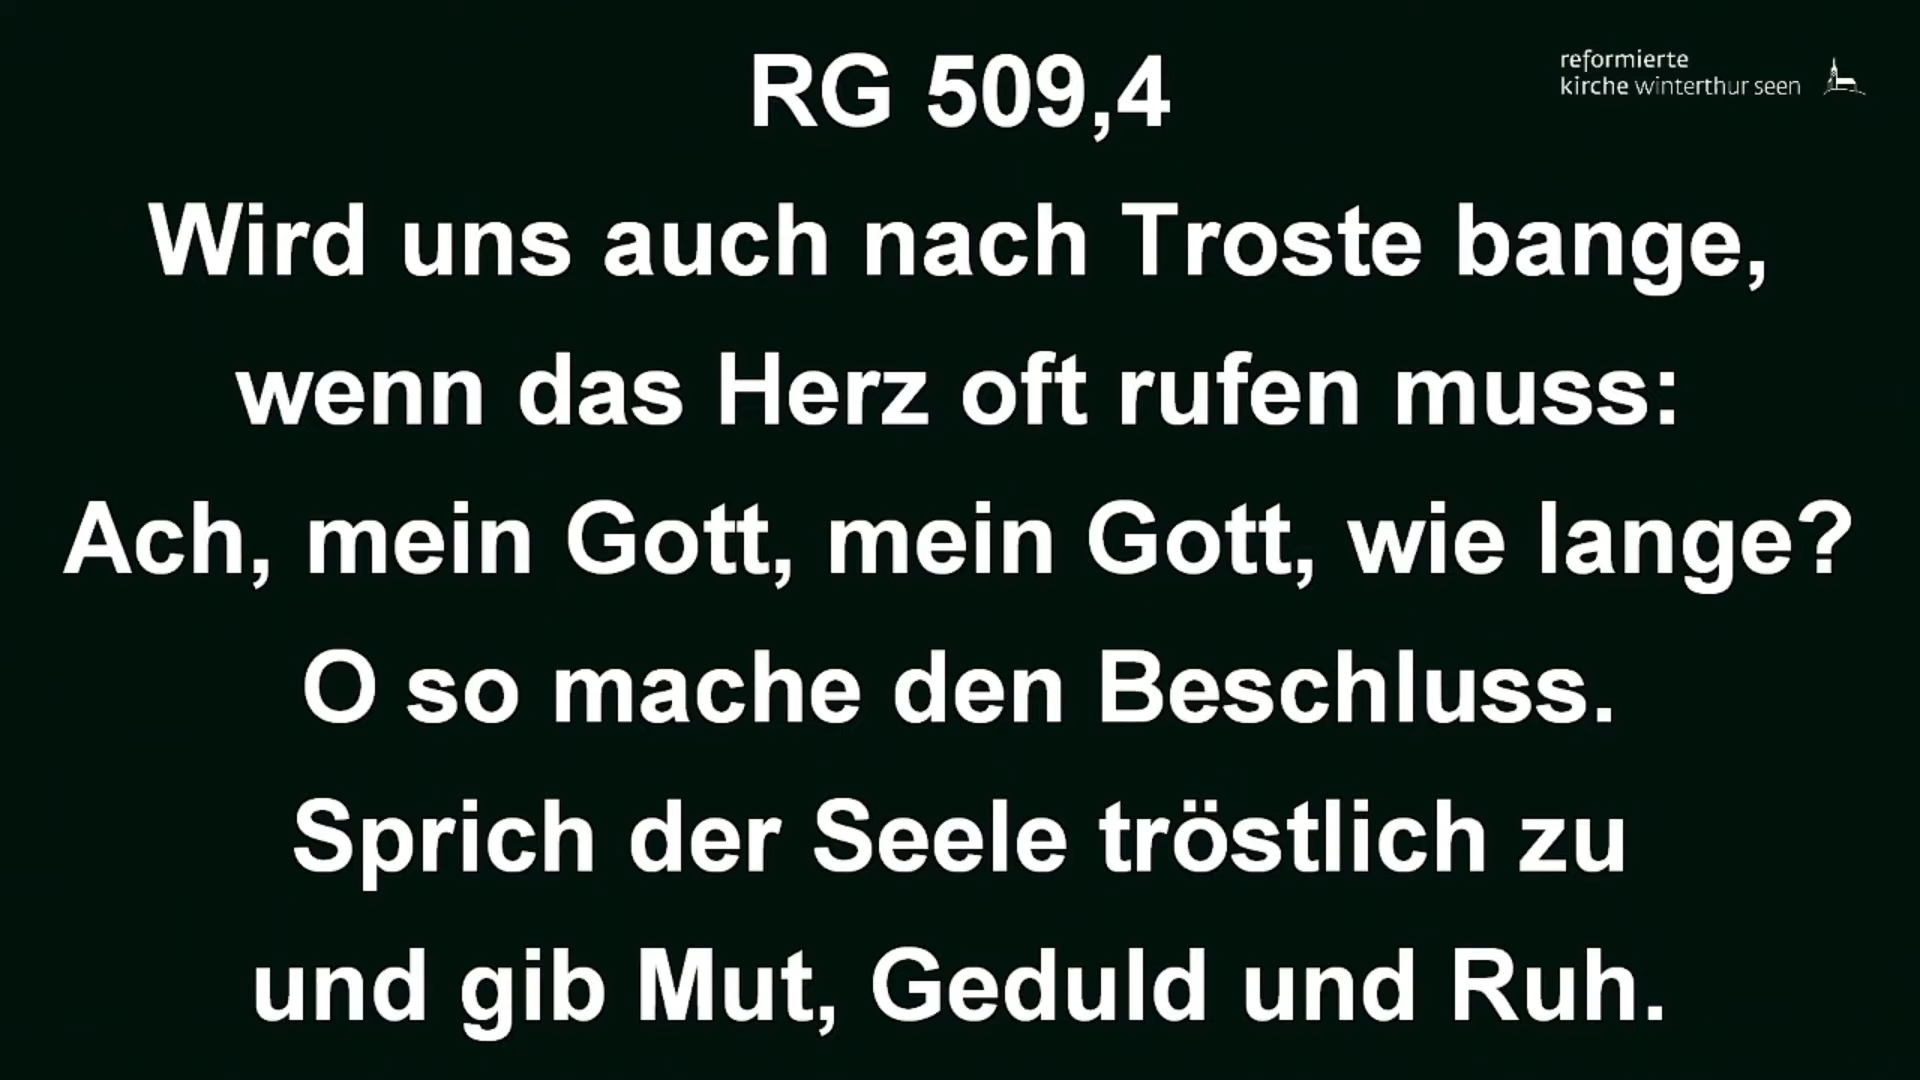 RG 509,4
reformierte
kirche winterthur seen
Wird uns auch nach Troste bange,
wenn das Herz oft rufen muss:
Ach, mein Gott, mein Gott, wie lange?
O so mache den Beschluss.
Sprich der Seele tröstlich zu
und gib Mut, Geduld und Ruh.